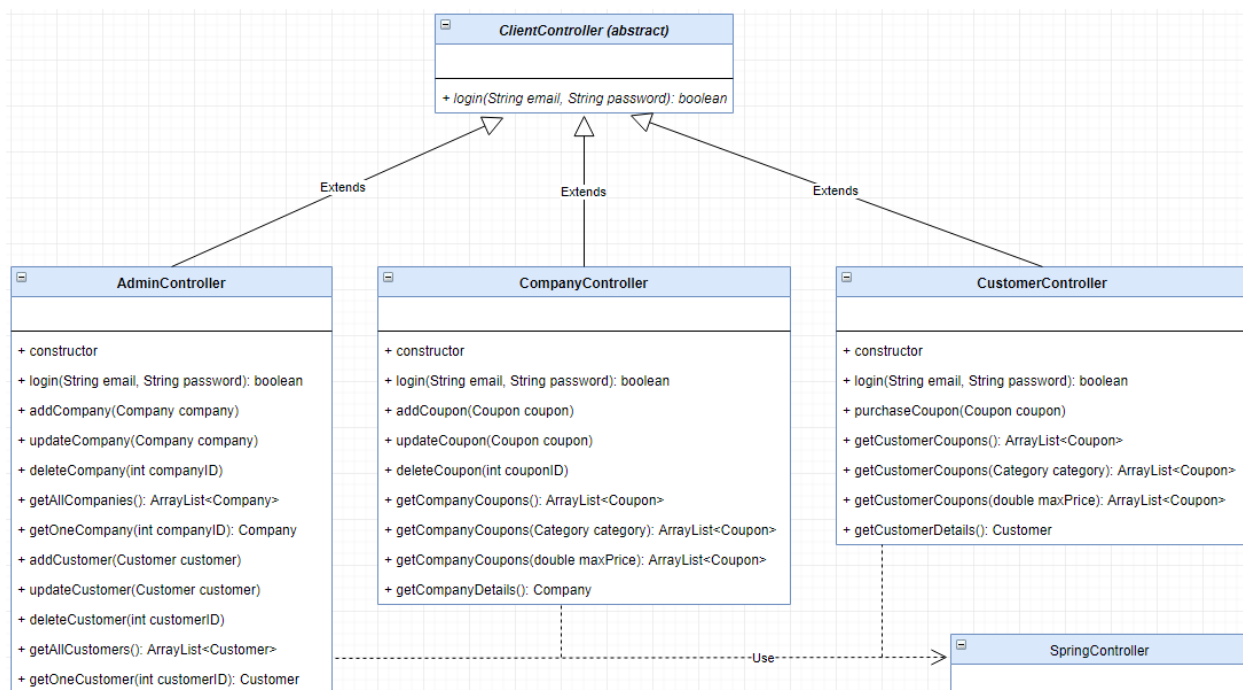 ClientController (abstract)
+ login(String email, String password): boolean
Extends
Extends
Extends
AdminController
+ constructor
+ login(String email, String password): boolean
+ addCompany(Company company)
+ updateCompany(Company company)
+ deleteCompany(int companyID)
+ getAllCompanies(): ArrayList<Company>
+ getOneCompany(int companyID): Company
+ addCustomer(Customer customer)
+ updateCustomer(Customer customer)
+ deleteCustomer(int customerID)
+ getAllCustomers(): ArrayList<Customer>
+ getOneCustomer(int customerID): Customer
CompanyController
+ constructor
+ login(String email, String password): boolean
+ addCoupon(Coupon coupon)
+ updateCoupon(Coupon coupon)
+ deleteCoupon(int couponID)
+ getCompanyCoupons(): ArrayList<Coupon>
+ getCompanyCoupons(Category category): ArrayList<Coupon>
+ getCompanyCoupons(double maxPrice): ArrayList<Coupon>
+ getCompanyDetails(): Company
CustomerController
+ constructor
+ login(String email, String password): boolean
+ purchaseCoupon(Coupon coupon)
+ getCustomerCoupons(): ArrayList<Coupon>
+ getCustomerCoupons(Category category): ArrayList<Coupon>
+ getCustomerCoupons(double maxPrice): ArrayList<Coupon>
+ getCustomerDetails(): Customer
Use
SpringController